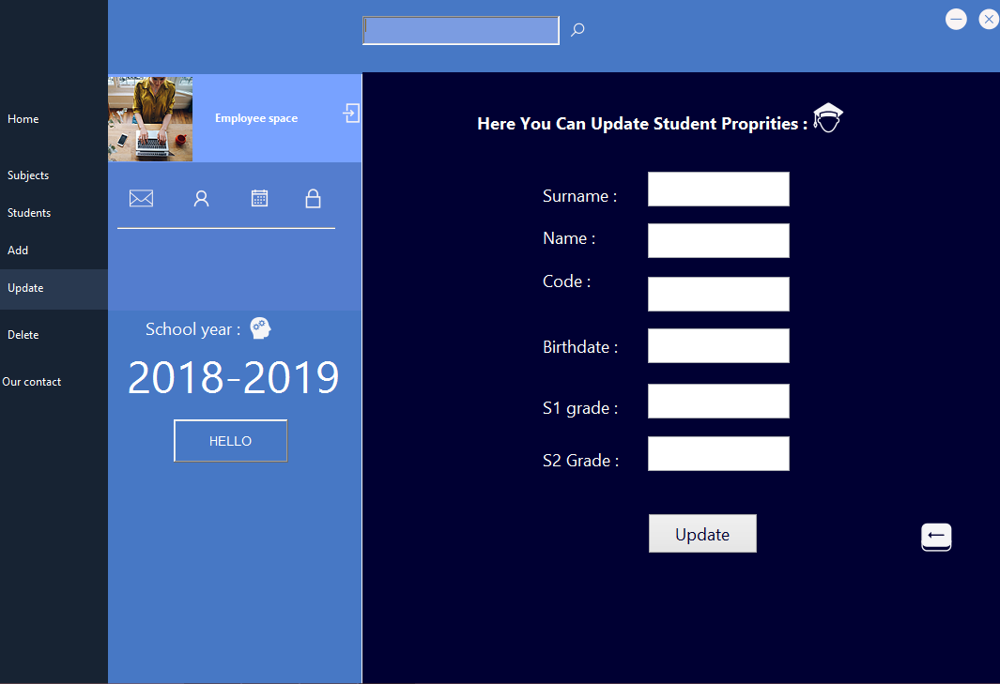 Home
Subjects
Students
Add
Update
Delete
Our contact
Employee space
School year :
2018-2019
HELLO
Here You Can Update Student Proprities :
Surname :
Name :
Code :
Birthdate :
S1 grade :
S2 Grade :
Update